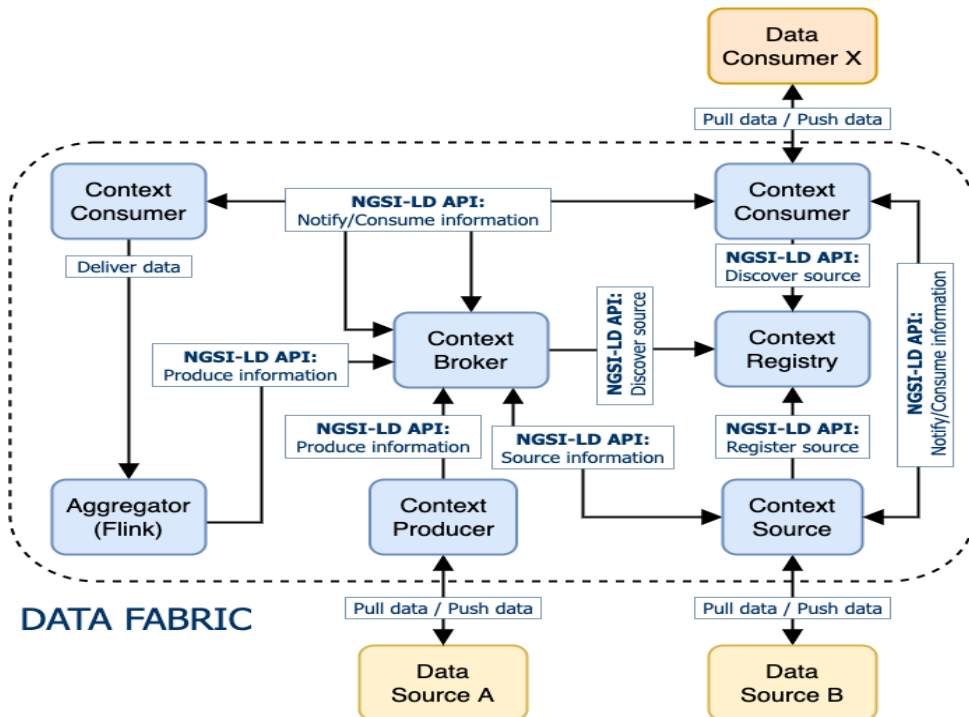 Data
Consumer X
Pull data / Push data
Context
Consumer
NGSI-LD API:
Notify/Consume information
Context
Consumer
Deliver data
NGSI-LD API:
Discover source
NGSI-LD API:
Notify/Consume information
NGSI-LD API:
Produce information
Context
Broker
NGSI-LD API:
Discover source
Context
Registry
NGSI-LD API:
Produce information
NGSI-LD API:
Source information
NGSI-LD API:
Register source
Aggregator
(Flink)
Context
Producer
Context
Source
DATA FABRIC
Pull data / Push data
Pull data / Push data
Data
Source A
Data
Source B